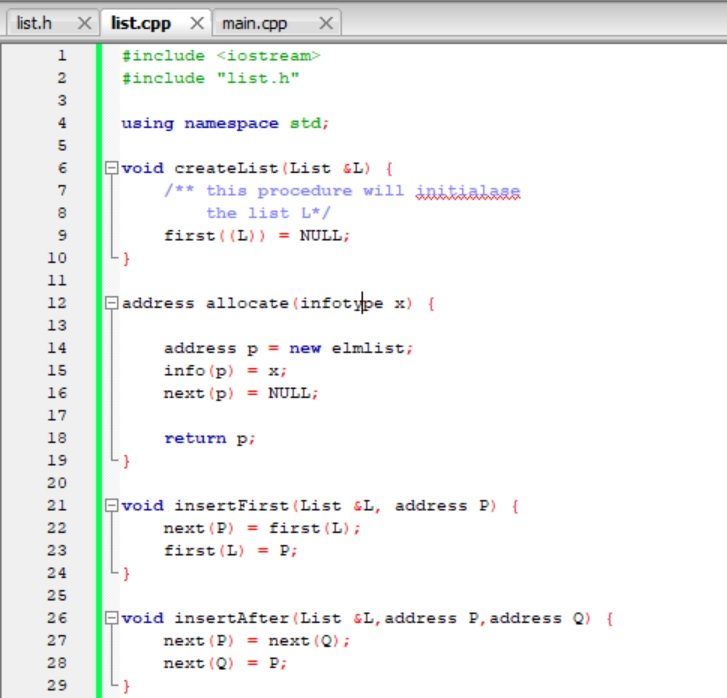 list.h list.cpp main.cpp
1 #include <iostream>
2 #include "list.h"
3
4 using namespace std;
5
6 void createList(List &L) {
7 /** this procedure will initialase
8 the list L*/
9 first((L)) = NULL;
10 }
11
12 address allocate(infotype x) {
13
14 address p = new elmlist;
15 info(p) = x;
16 next(p) = NULL;
17
18 return p;
19 }
20
21 void insertFirst(List &L, address P) {
22 next(P) = first(L);
23 first(L) = P;
24 }
25
26 void insertAfter(List &L,address P,address Q) {
27 next(P) = next(Q);
28 next(Q) = P;
29 }